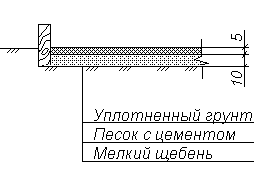 5
10
Уплотненный грунт
Песок с цементом
Мелкий щебень